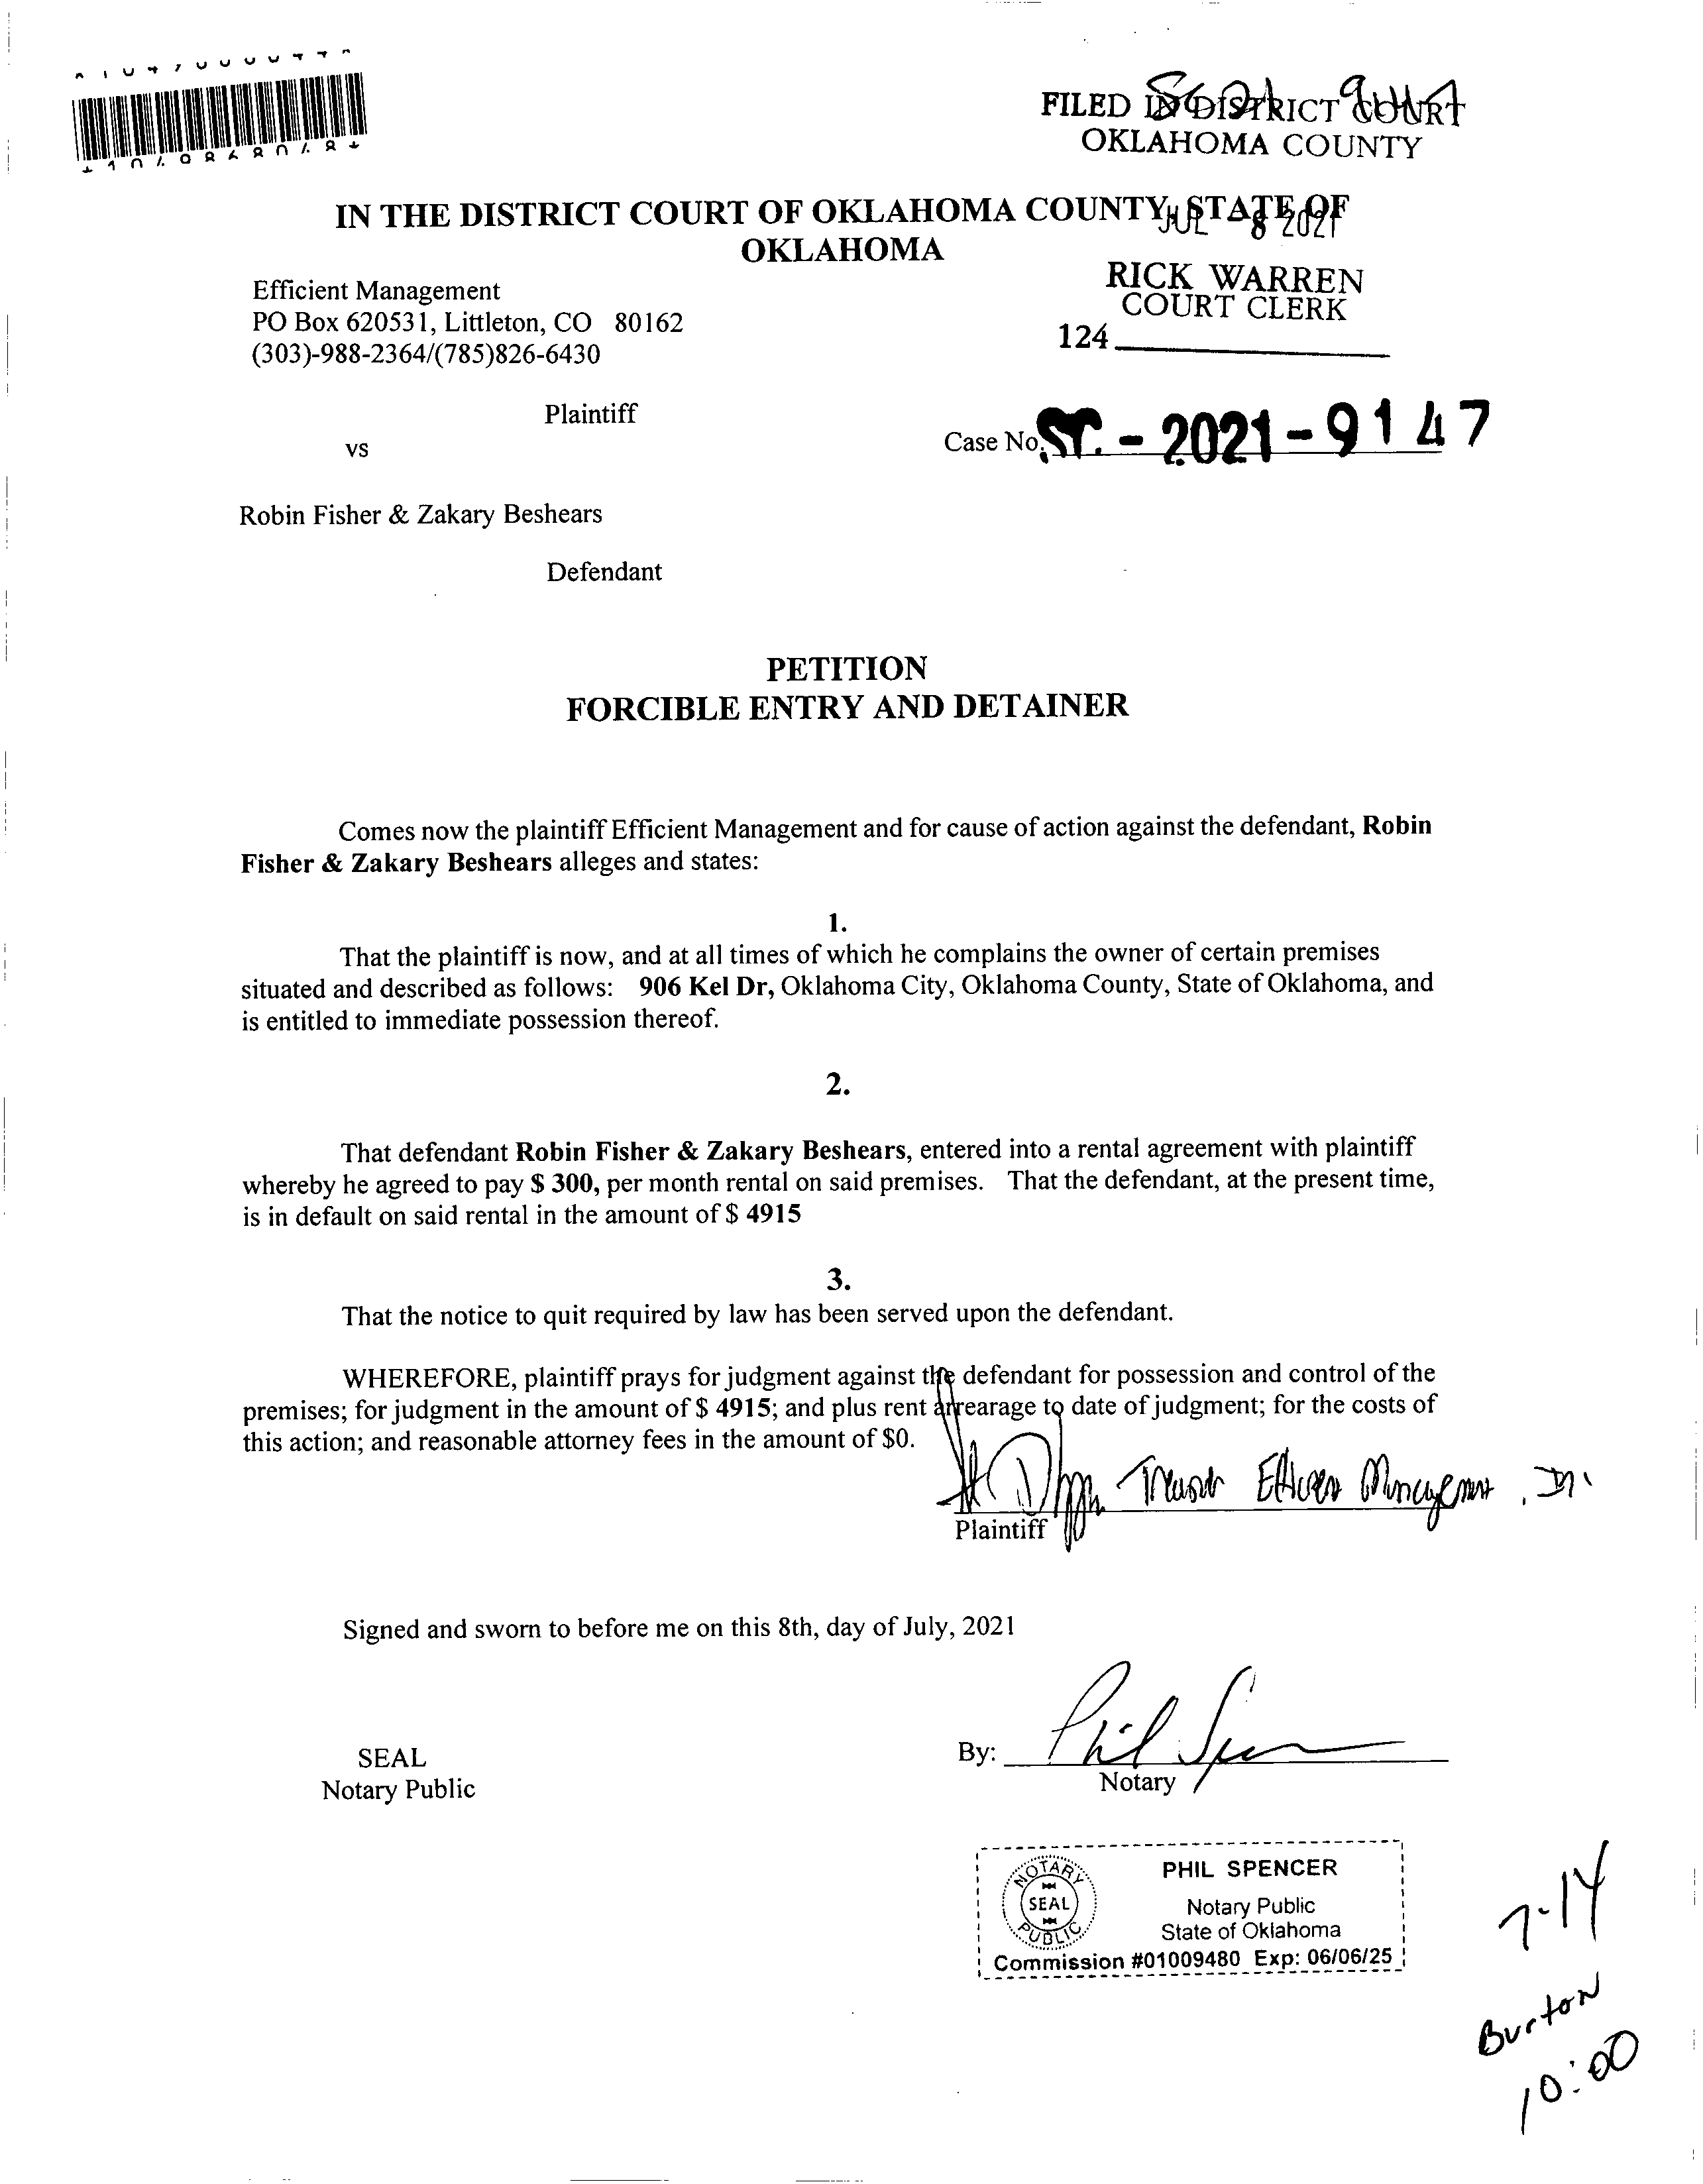 FILED IN DISTRICT COURT
OKLAHOMA COUNTY
IN THE DISTRICT COURT OF OKLAHOMA COUNTY, STATE OF
JUL - 8 2021
OKLAHOMA
RICK WARREN
COURT CLERK
124
Efficient Management
PO Box 620531, Littleton, CO 80162
(303)-988-2364/(785)826-6430
Plaintiff
vs
Case No. SC. - 2021 - 9147
Robin Fisher & Zakary Beshears
Defendant
PETITION
FORCIBLE ENTRY AND DETAINER
Comes now the plaintiff Efficient Management and for cause of action against the defendant, Robin
Fisher & Zakary Beshears alleges and states:
1.
That the plaintiff is now, and at all times of which he complains the owner of certain premises
situated and described as follows: 906 Kel Dr, Oklahoma City, Oklahoma County, State of Oklahoma, and
is entitled to immediate possession thereof.
2.
That defendant Robin Fisher & Zakary Beshears, entered into a rental agreement with plaintiff
whereby he agreed to pay $ 300, per month rental on said premises. That the defendant, at the present time,
is in default on said rental in the amount of $ 4915
3.
That the notice to quit required by law has been served upon the defendant.
WHEREFORE, plaintiff prays for judgment against the defendant for possession and control of the
premises; for judgment in the amount of $ 4915; and plus rent arrearage to date of judgment; for the costs of
this action; and reasonable attorney fees in the amount of $0.
Plaintiff
Signed and sworn to before me on this 8th, day of July, 2021
SEAL
Notary Public
By: Phil Spencer
Notary
NOTARY
SEAL
PUBLIC
PHIL SPENCER
Notary Public
State of Oklahoma
Commission #01009480 Exp: 06/06/25
7-14
Burton
10:00